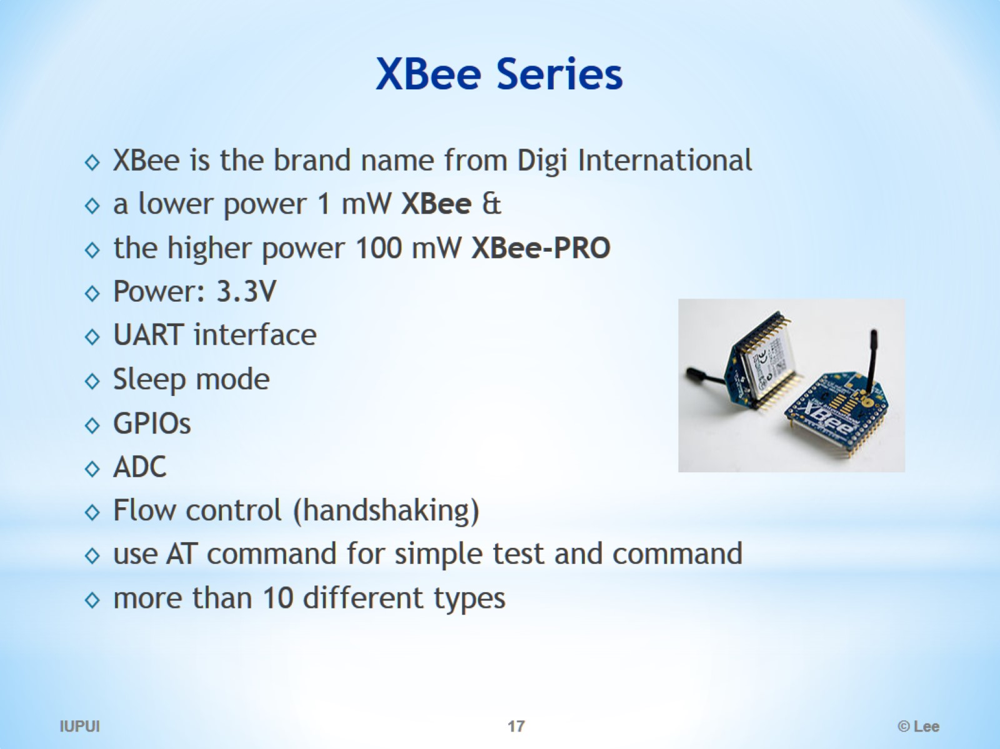 XBee Series
◇ XBee is the brand name from Digi International
◇ a lower power 1 mW XBee &
◇ the higher power 100 mW XBee-PRO
◇ Power: 3.3V
◇ UART interface
◇ Sleep mode
◇ GPIOs
◇ ADC
◇ Flow control (handshaking)
◇ use AT command for simple test and command
◇ more than 10 different types
Digi International
XBee
IUPUI
17
© Lee